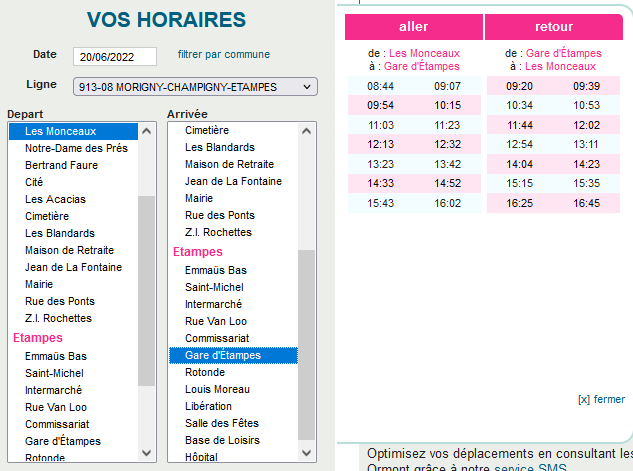 VOS HORAIRES
Date 20/06/2022 filtrer par commune
Ligne 913-08 MORIGNY-CHAMPIGNY-ETAMPES
Depart
Les Monceaux
Notre-Dame des Prés
Bertrand Faure
Cité
Les Acacias
Cimetière
Les Blandards
Maison de Retraite
Jean de La Fontaine
Mairie
Rue des Ponts
Z.I. Rochettes
Etampes
Emmaüs Bas
Saint-Michel
Intermarché
Rue Van Loo
Commissariat
Gare d'Étampes
Rotonde
Arrivée
Cimetière
Les Blandards
Maison de Retraite
Jean de La Fontaine
Mairie
Rue des Ponts
Z.I. Rochettes
Etampes
Emmaüs Bas
Saint-Michel
Intermarché
Rue Van Loo
Commissariat
Gare d'Étampes
Rotonde
Louis Moreau
Libération
Salle des Fêtes
Base de Loisirs
Hôpital
aller retour
de : Les Monceaux de : Gare d'Étampes
à : Gare d'Étampes à : Les Monceaux
08:44 09:07 09:20 09:39
09:54 10:15 10:34 10:53
11:03 11:23 11:44 12:02
12:13 12:32 12:54 13:11
13:23 13:42 14:04 14:23
14:33 14:52 15:15 15:35
15:43 16:02 16:25 16:45
[x] fermer
Optimisez vos déplacements en consultant les
Ormont grâce à notre service SMS